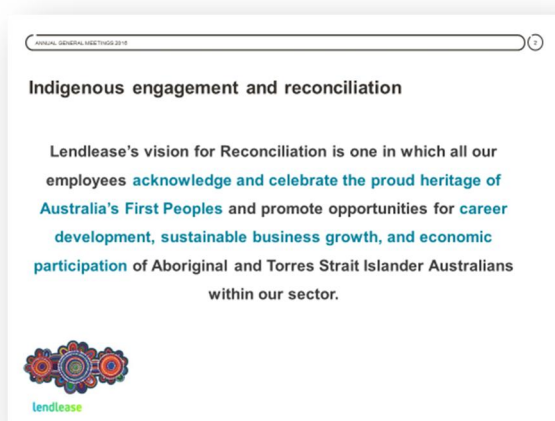 ANNUAL GENERAL MEETINGS 2016
2
Indigenous engagement and reconciliation
Lendlease’s vision for Reconciliation is one in which all our
employees acknowledge and celebrate the proud heritage of
Australia’s First Peoples and promote opportunities for career
development, sustainable business growth, and economic
participation of Aboriginal and Torres Strait Islander Australians
within our sector.
lendlease